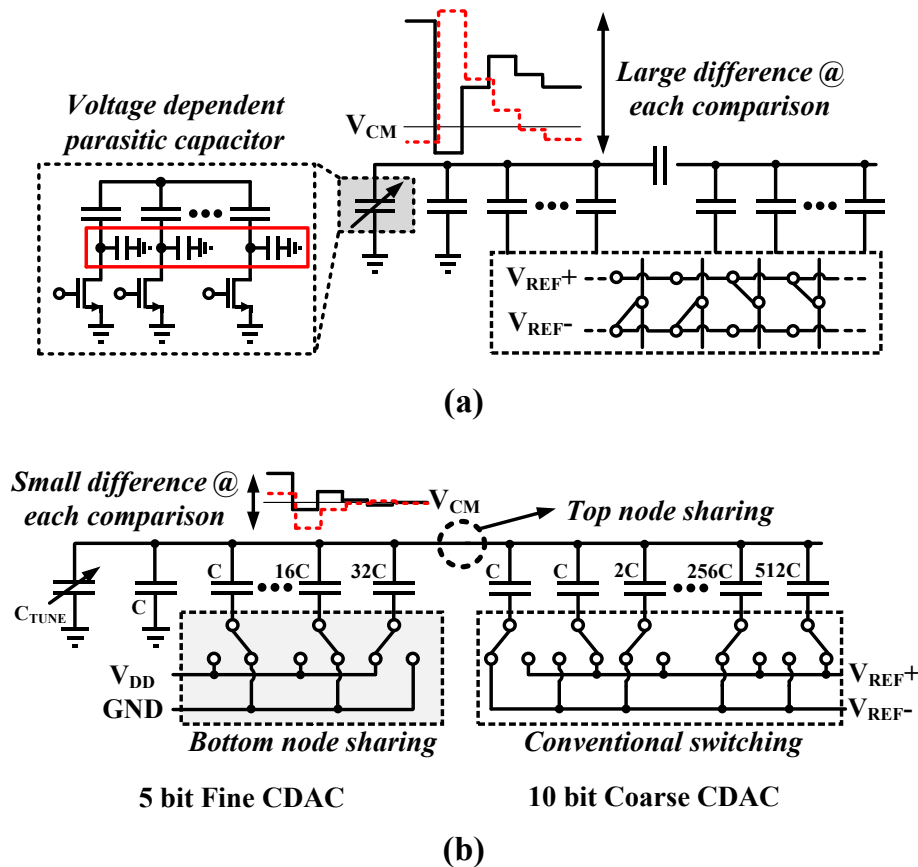 Large difference @
each comparison
Voltage dependent
parasitic capacitor
VCM
VREF+
VREF-
(a)
Small difference @
each comparison
VCM
Top node sharing
C
16C
32C
C
C
2C
256C
512C
CTUNE
C
VDD
GND
VREF+
VREF-
Bottom node sharing
Conventional switching
5 bit Fine CDAC
10 bit Coarse CDAC
(b)